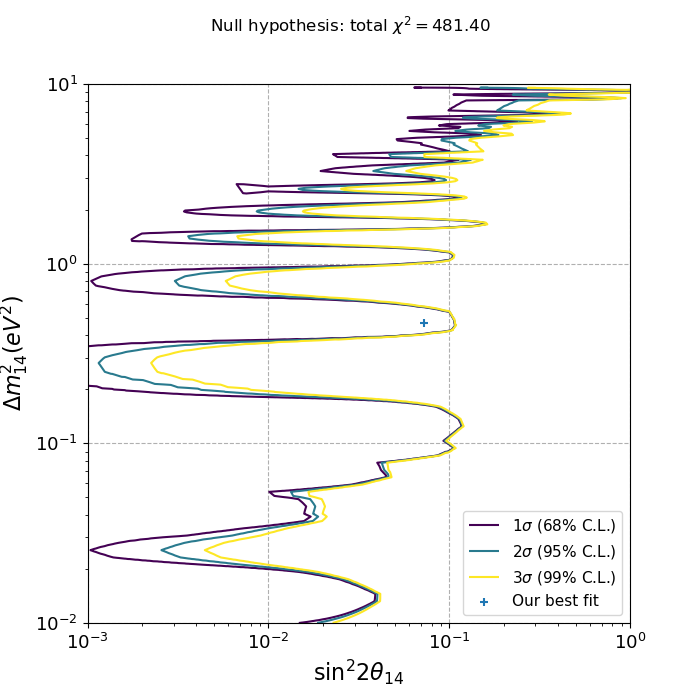 Null hypothesis: total χ² = 481.40
10¹
10⁰
10⁻¹
10⁻²
Δm²₁₄(eV²)
1σ (68% C.L.)
2σ (95% C.L.)
3σ (99% C.L.)
Our best fit
10⁻³
10⁻²
10⁻¹
10⁰
sin²2θ₁₄